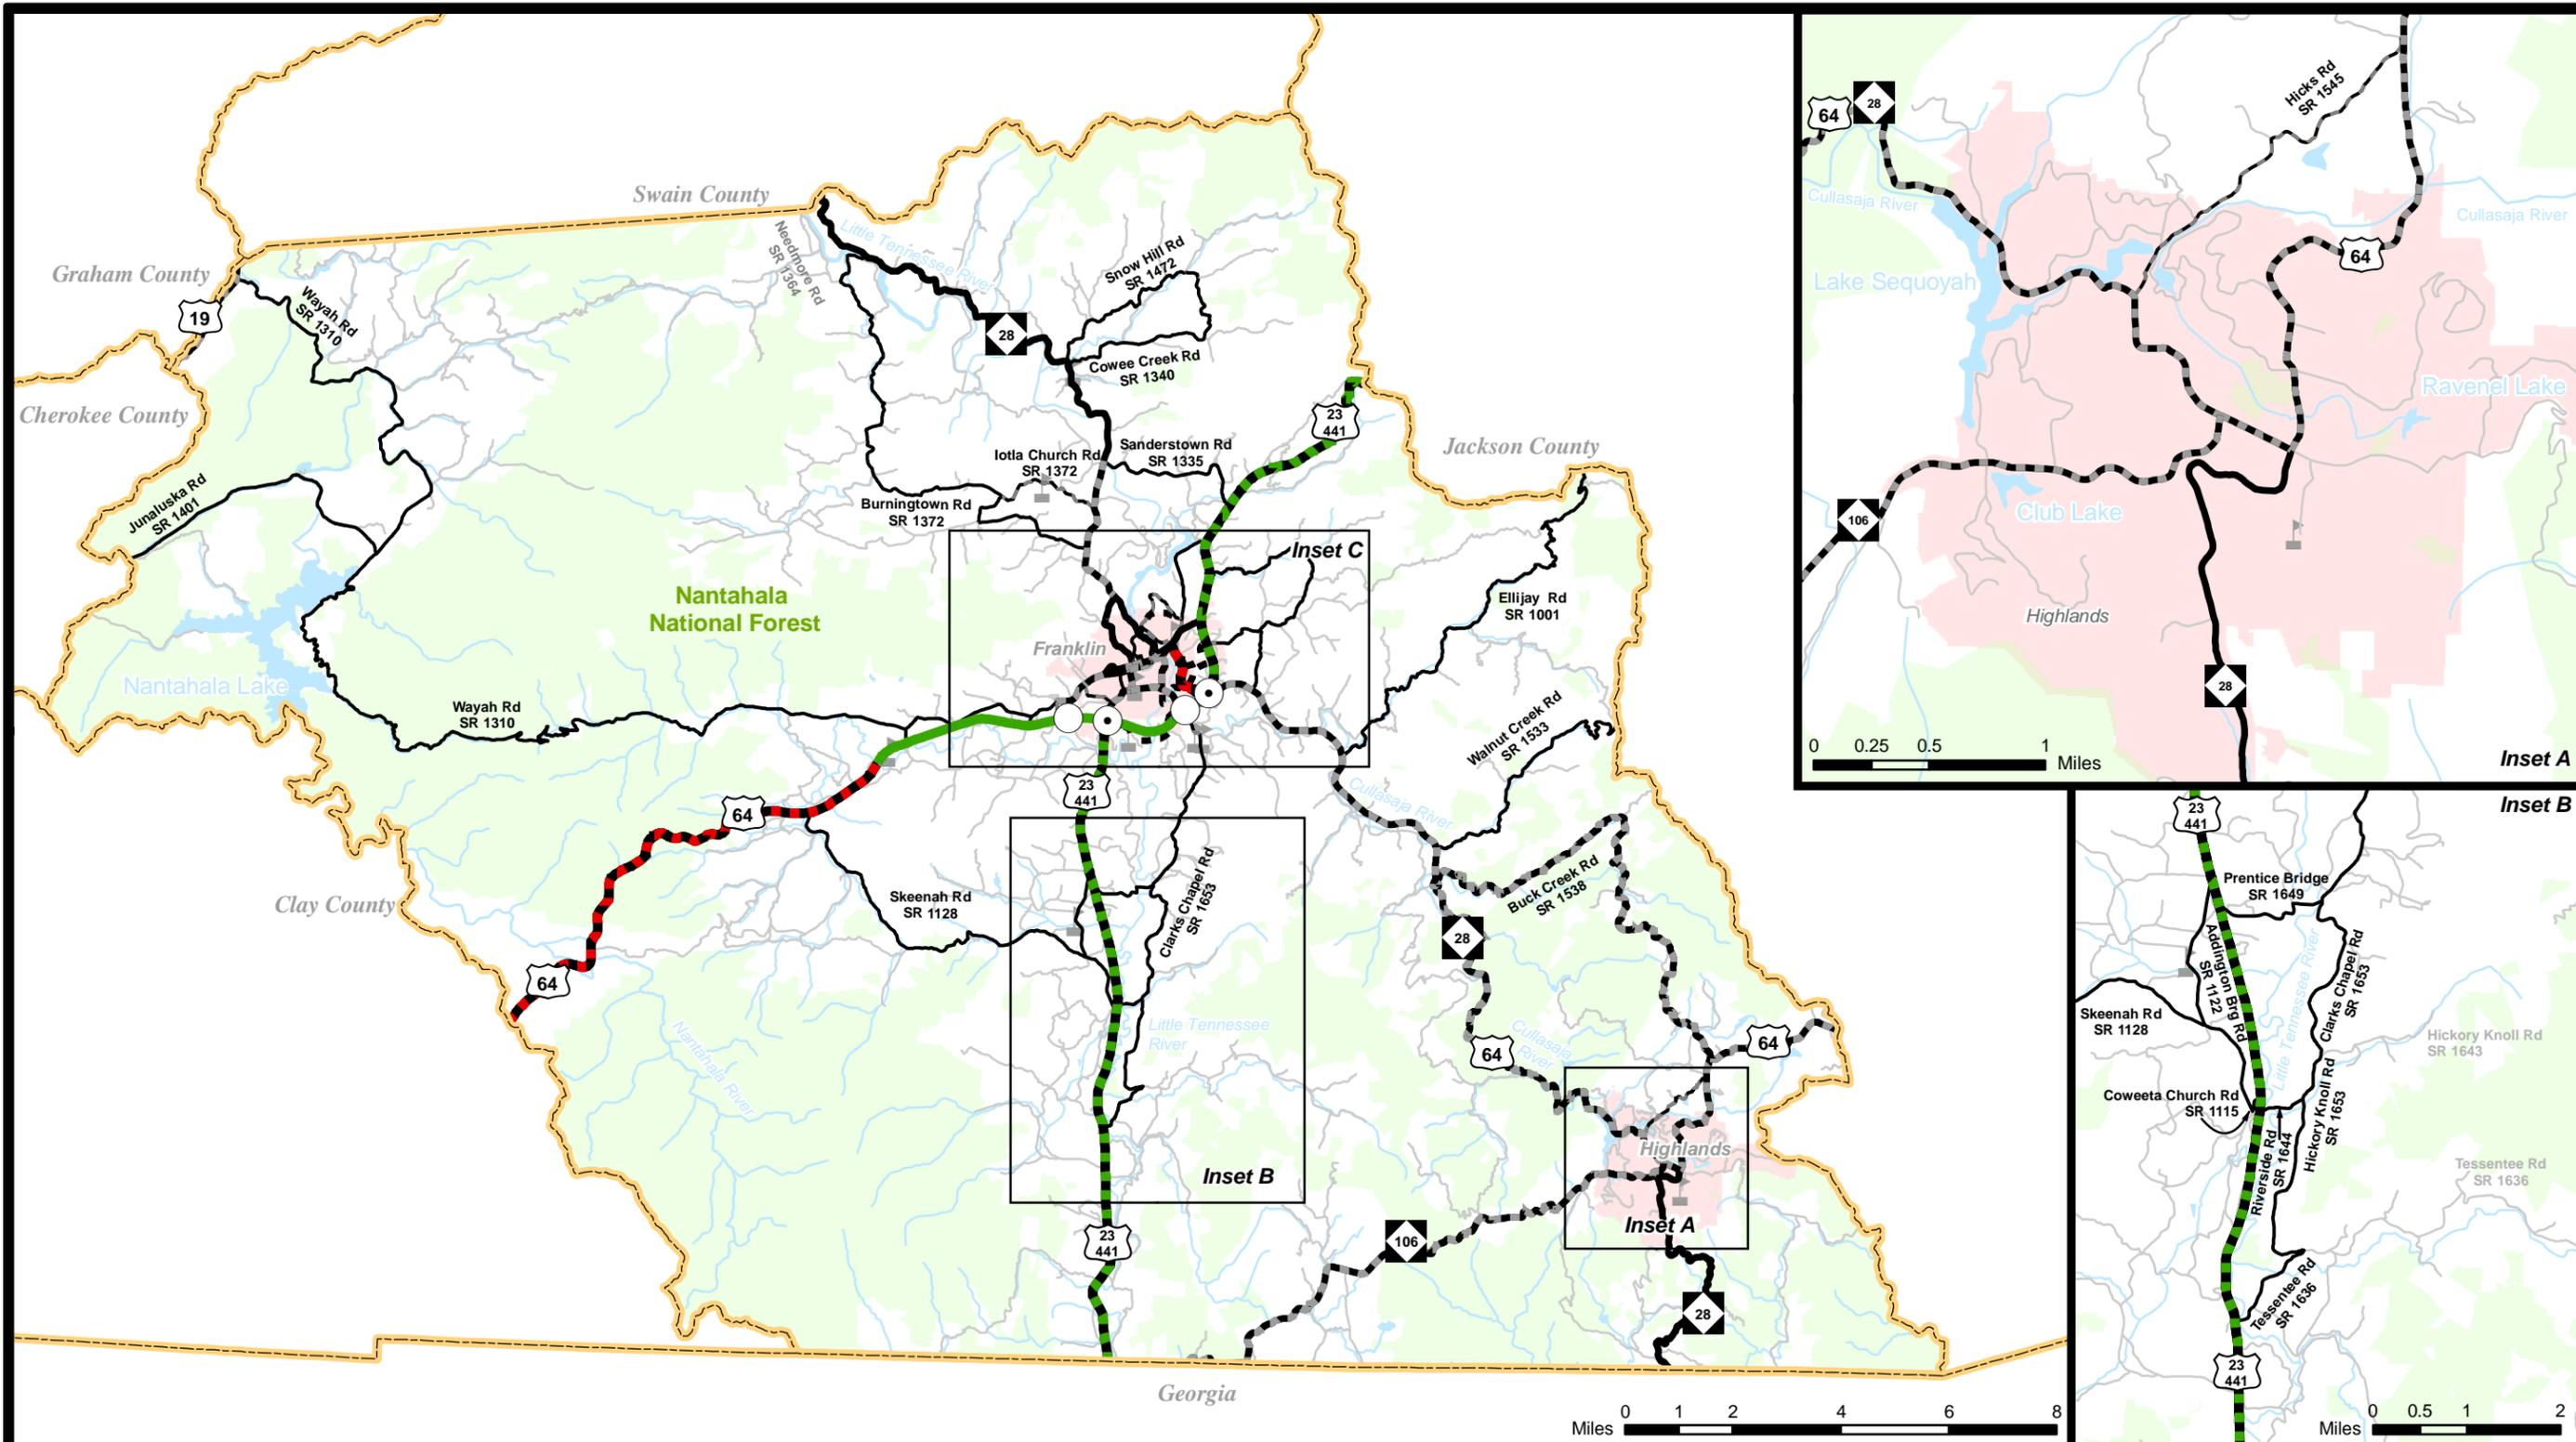 Swain County
Graham County
19
Wayah Rd
SR 1310
Cherokee County
Junaluska Rd
SR 1401
Nantahala Lake
Wayah Rd
SR 1310
Needmore Rd
SR 1364
Little Tennessee River
28
Snow Hill Rd
SR 1472
Cowee Creek Rd
SR 1340
23
441
Jackson County
Sanderstown Rd
SR 1335
Iotla Church Rd
SR 1372
Burningtown Rd
SR 1372
Inset C
Nantahala
National Forest
Franklin
Ellijay Rd
SR 1001
Walnut Creek Rd
SR 1533
23
441
64
Cullasaja River
Clay County
Skeenah Rd
SR 1128
Clarks Chapel Rd
SR 1653
Buck Creek Rd
SR 1538
28
64
Nantahala River
Little Tennessee
River
Cullasaja
River
64
64
Highlands
Inset B
Inset A
23
441
106
28
Georgia
0 1 2 4 6 8
Miles
64
28
Hicks Rd
SR 1545
Cullasaja River
Cullasaja River
64
Lake Sequoyah
Ravenel Lake
106
Club Lake
Highlands
28
0 0.25 0.5 1
Miles
Inset A
Inset B
23
441
Prentice Bridge
SR 1649
Addington Brg Rd
SR 1122
Little Tennessee River
Clarks Chapel Rd
SR 1653
Skeenah Rd
SR 1128
Hickory Knoll Rd
SR 1643
Coweeta Church Rd
SR 1115
Riverside Rd
SR 1644
Hickory Knoll Rd
SR 1653
Tessentee Rd
SR 1636
Tessentee Rd
SR 1636
23
441
0 0.5 1 2
Miles